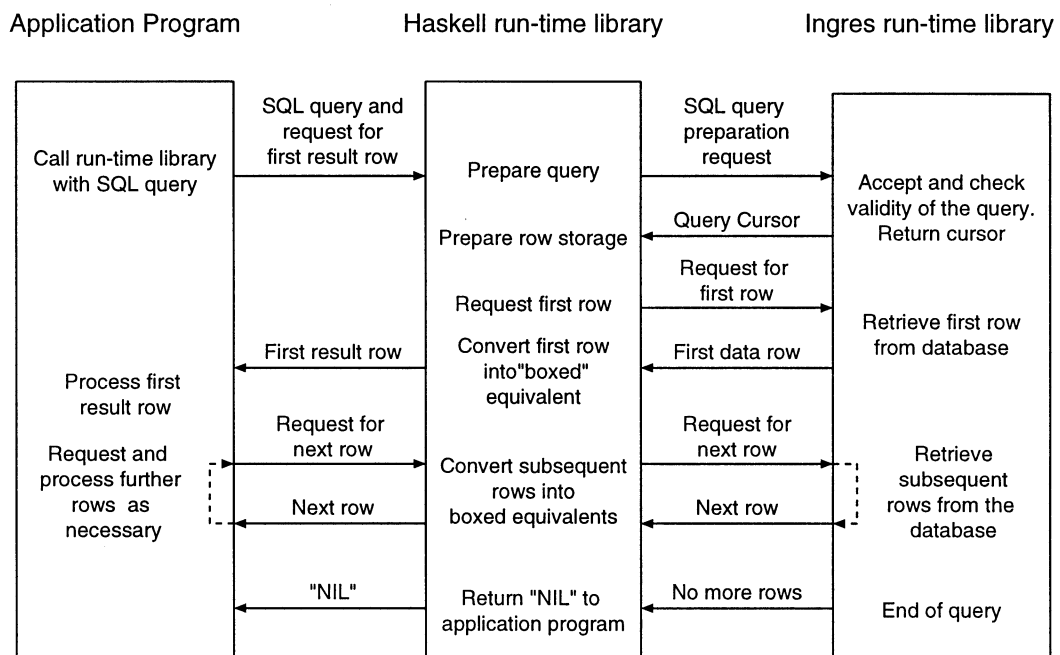 Application Program
Haskell run-time library
Ingres run-time library
SQL query and
request for
first result row
SQL query
preparation
request
Call run-time library
with SQL query
Prepare query
Accept and check
validity of the query.
Return cursor
Query Cursor
Prepare row storage
Request for
first row
Request first row
Retrieve first row
from database
First result row
Convert first row
into"boxed"
equivalent
First data row
Process first
result row
Request for
next row
Request for
next row
Request and
process further
rows as
necessary
Convert subsequent
rows into
boxed equivalents
Retrieve
subsequent
rows from the
database
Next row
Next row
"NIL"
Return "NIL" to
application program
No more rows
End of query